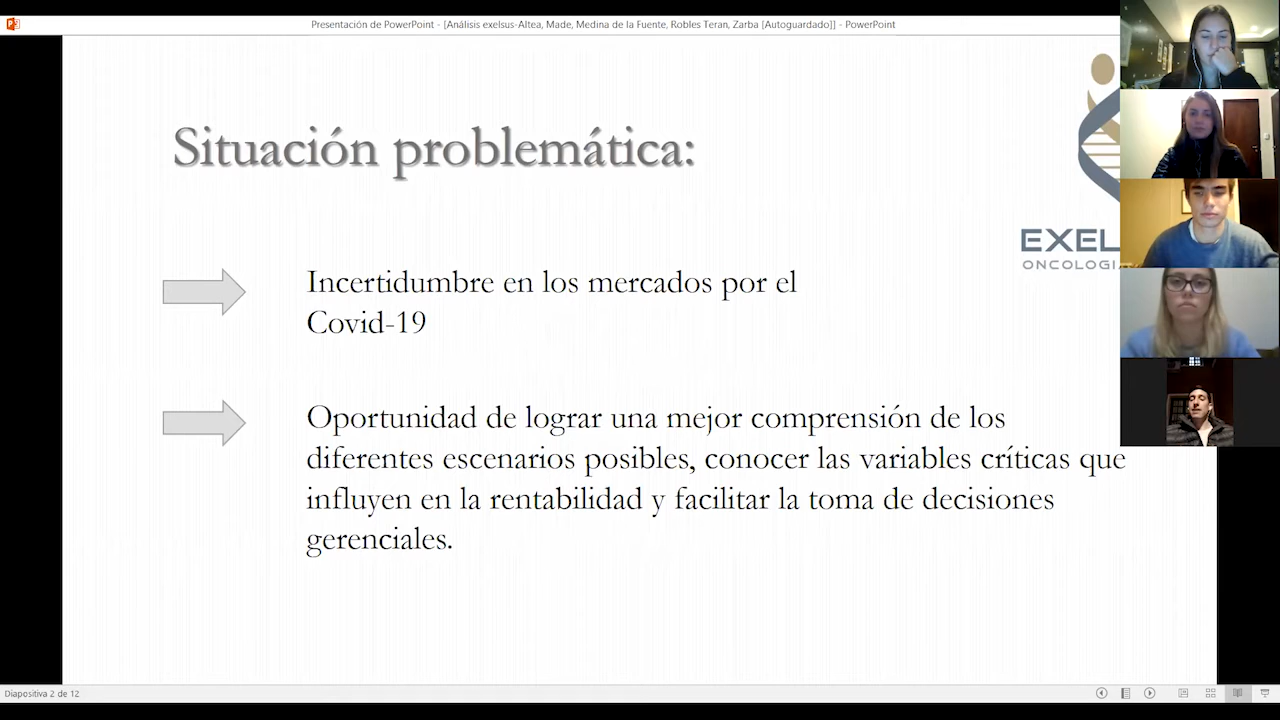 Presentación de PowerPoint - [Análisis exelsus-Altea, Made, Medina de la Fuente, Robles Teran, Zarba [Autoguardado]] - PowerPoint
Situación problemática:
EXEL
ONCOLOGI
Incertidumbre en los mercados por el
Covid-19
Oportunidad de lograr una mejor comprensión de los
diferentes escenarios posibles, conocer las variables críticas que
influyen en la rentabilidad y facilitar la toma de decisiones
gerenciales.
Diapositiva 2 de 12